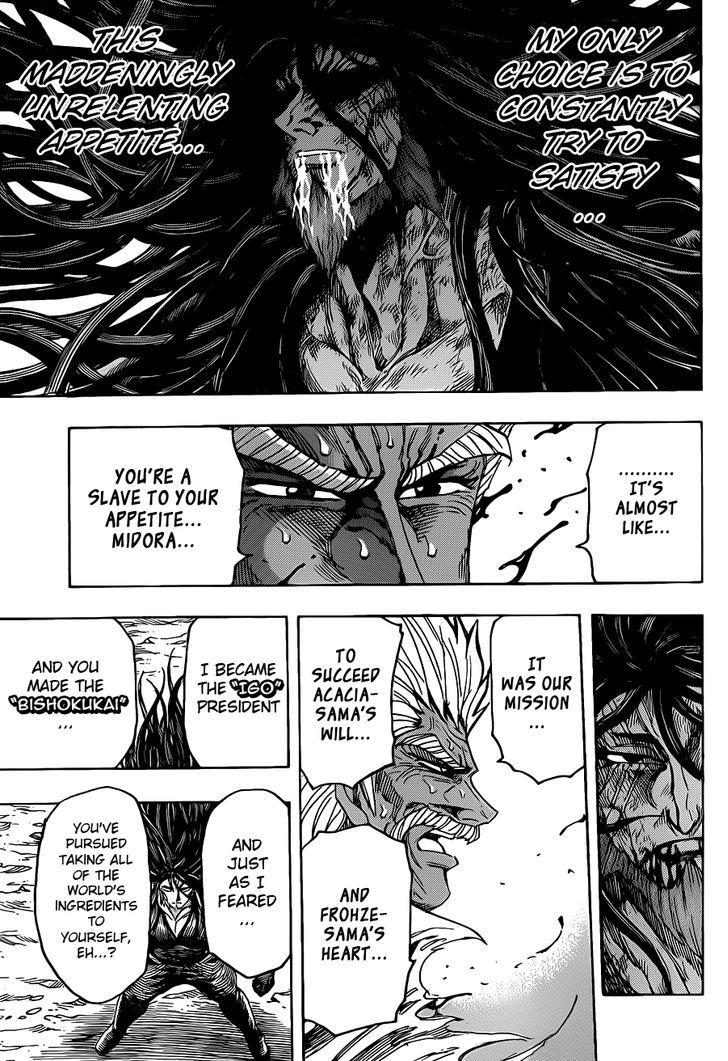 MY ONLY
CHOICE IS TO
CONSTANTLY
TRY TO
SATISFY
...
THIS
MADDENINGLY
UNRELENTING
APPETITE...
..........
IT'S
ALMOST
LIKE...
YOU'RE A
SLAVE TO YOUR
APPETITE...
MIDORA...
IT
WAS OUR
MISSION
...
TO
SUCCEED
ACACIA-
SAMA'S
WILL...
AND
FROHZE-
SAMA'S
HEART...
I BECAME
THE "IGO"
PRESIDENT
AND YOU
MADE THE
"BISHOKUKAI"
...
AND
JUST
AS I
FEARED
...
YOU'VE
PURSUED
TAKING ALL
OF THE
WORLD'S
INGREDIENTS
TO
YOURSELF,
EH...?